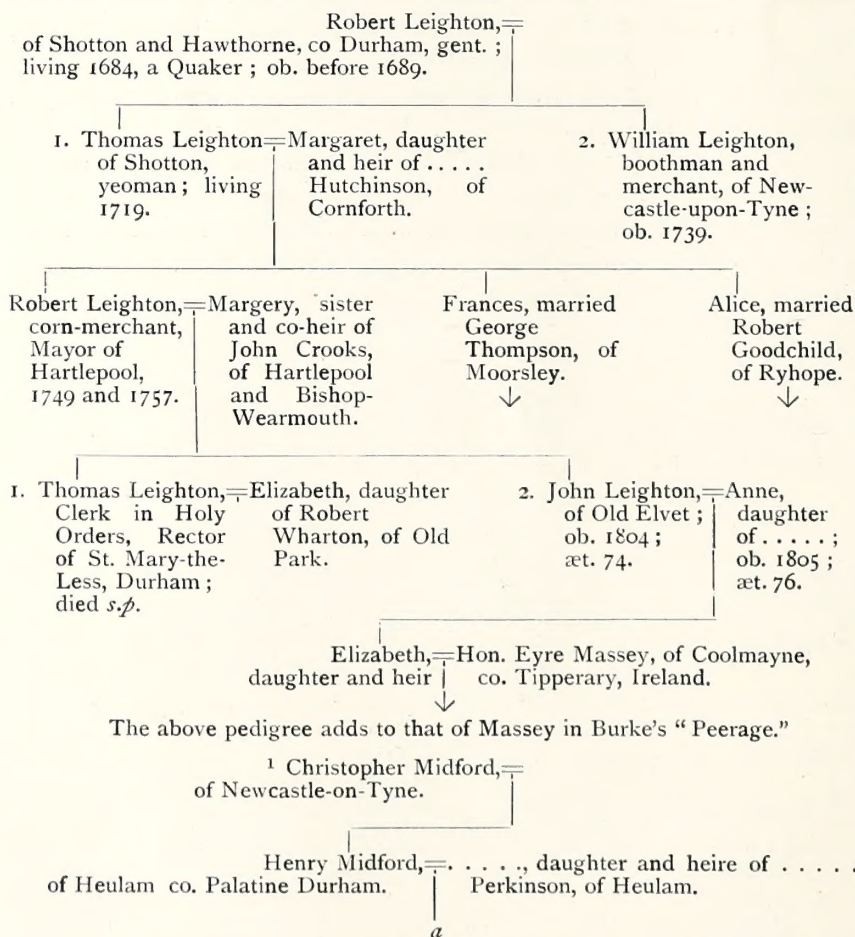 Robert Leighton,=
of Shotton and Hawthorne, co Durham, gent. ;
living 1684, a Quaker ; ob. before 1689.
1. Thomas Leighton=Margaret, daughter
of Shotton, and heir of . . . . .
yeoman ; living Hutchinson, of
1719. Cornforth.
2. William Leighton,
boothman and
merchant, of New-
castle-upon-Tyne ;
ob. 1739.
Robert Leighton,=Margery, sister
corn-merchant, and co-heir of
Mayor of John Crooks,
Hartlepool, of Hartlepool
1749 and 1757. and Bishop-
Wearmouth.
Frances, married
George
Thompson, of
Moorsley.
Alice, married
Robert
Goodchild,
of Ryhope.
1. Thomas Leighton,=Elizabeth, daughter
Clerk in Holy of Robert
Orders, Rector Wharton, of Old
of St. Mary-the- Park.
Less, Durham ;
died s.p.
2. John Leighton,=Anne,
of Old Elvet ; daughter
ob. 1804 ; of . . . . . ;
æt. 74. ob. 1805 ;
æt. 76.
Elizabeth,=Hon. Eyre Massey, of Coolmayne,
daughter and heir co. Tipperary, Ireland.
The above pedigree adds to that of Massey in Burke's “ Peerage.”
¹ Christopher Midford,=
of Newcastle-on-Tyne.
Henry Midford,=. . . . ., daughter and heire of . . . . .
of Heulam co. Palatine Durham. Perkinson, of Heulam.
a